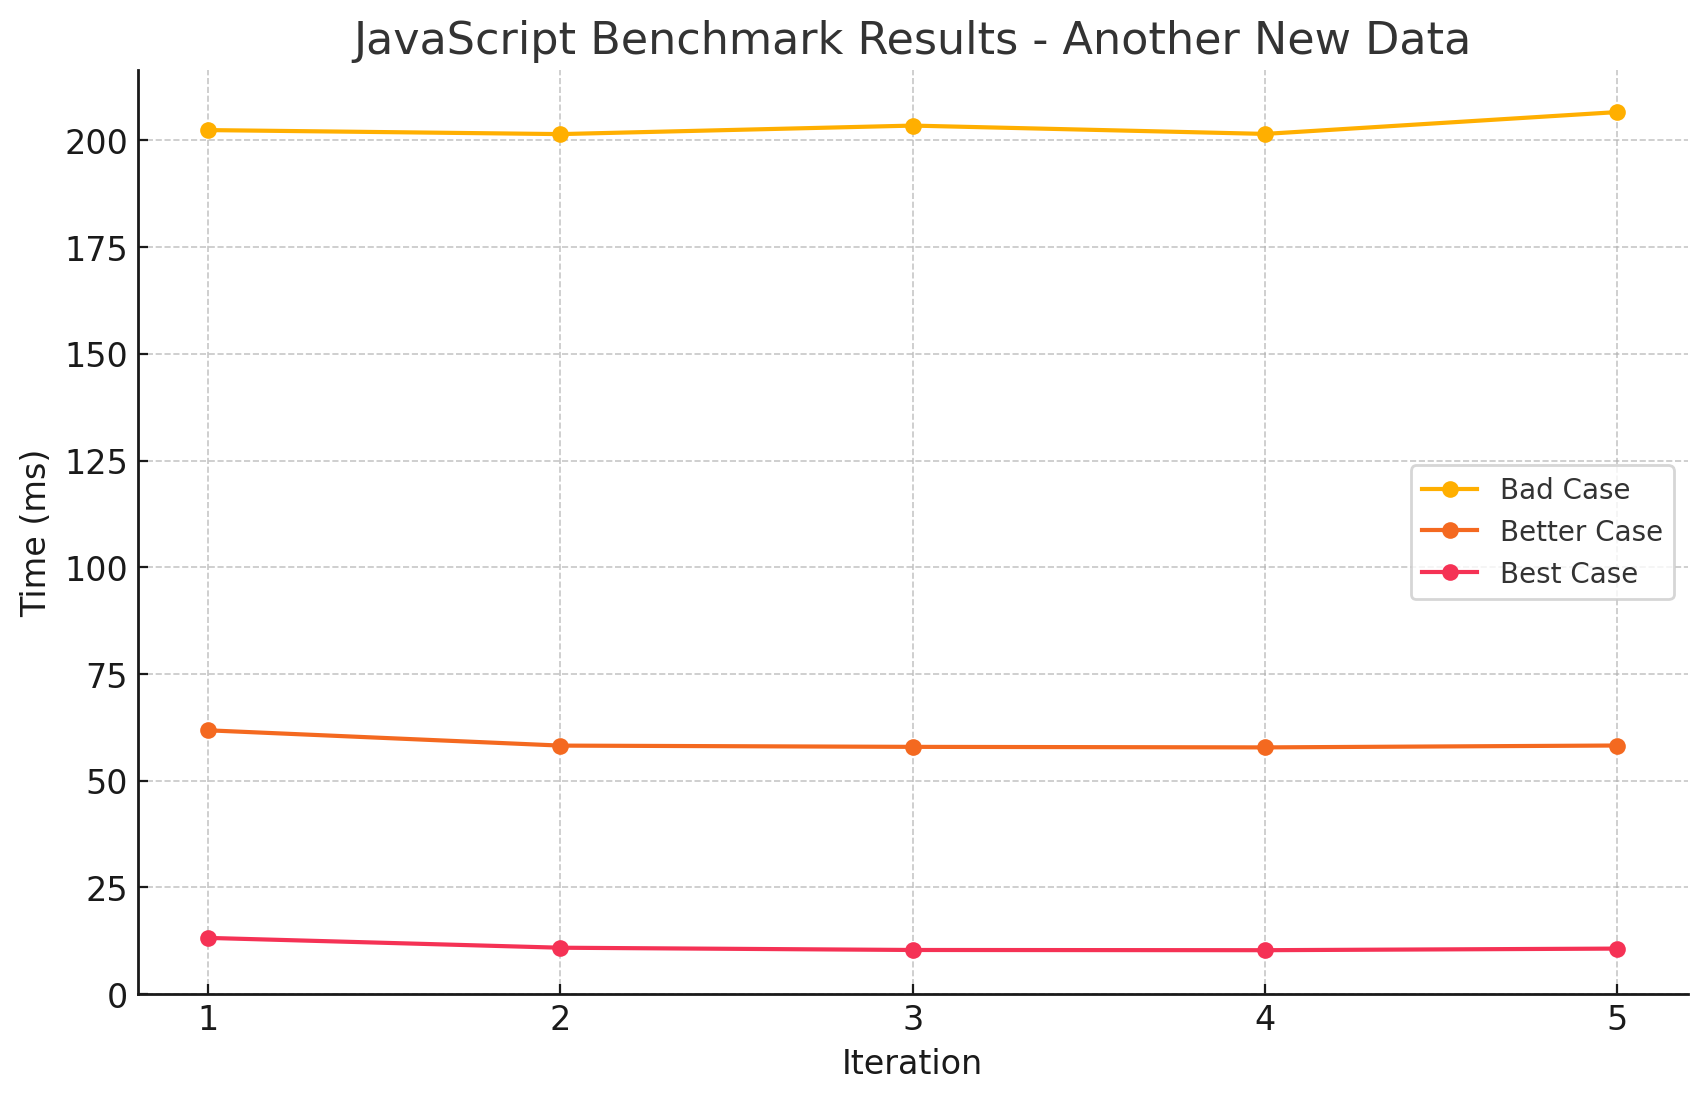 JavaScript Benchmark Results - Another New Data
200
175
150
125
100
75
50
25
0
Time (ms)
Bad Case
Better Case
Best Case
1 2 3 4 5
Iteration